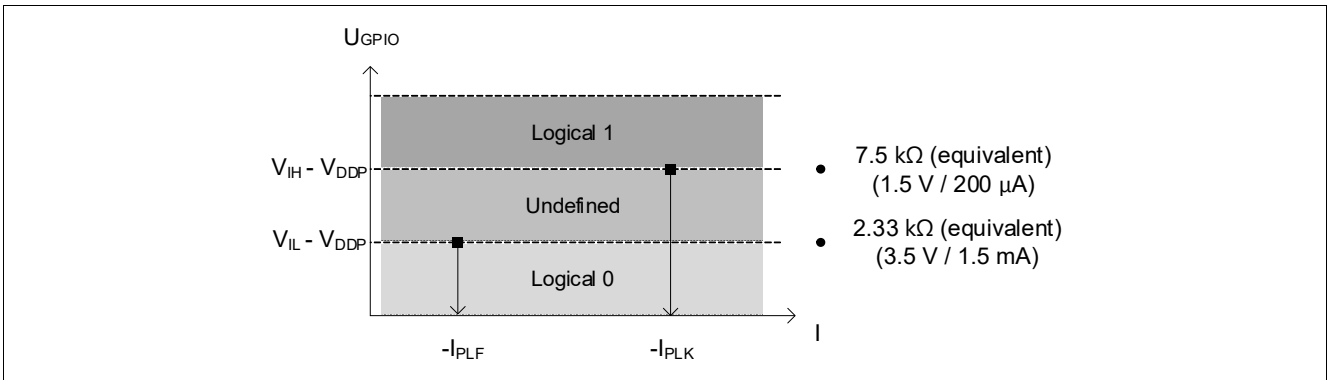 UGPIO
Logical 1
VIH - VDDP
7.5 kΩ (equivalent)
(1.5 V / 200 µA)
Undefined
VIL - VDDP
2.33 kΩ (equivalent)
(3.5 V / 1.5 mA)
Logical 0
I
-IPLF
-IPLK